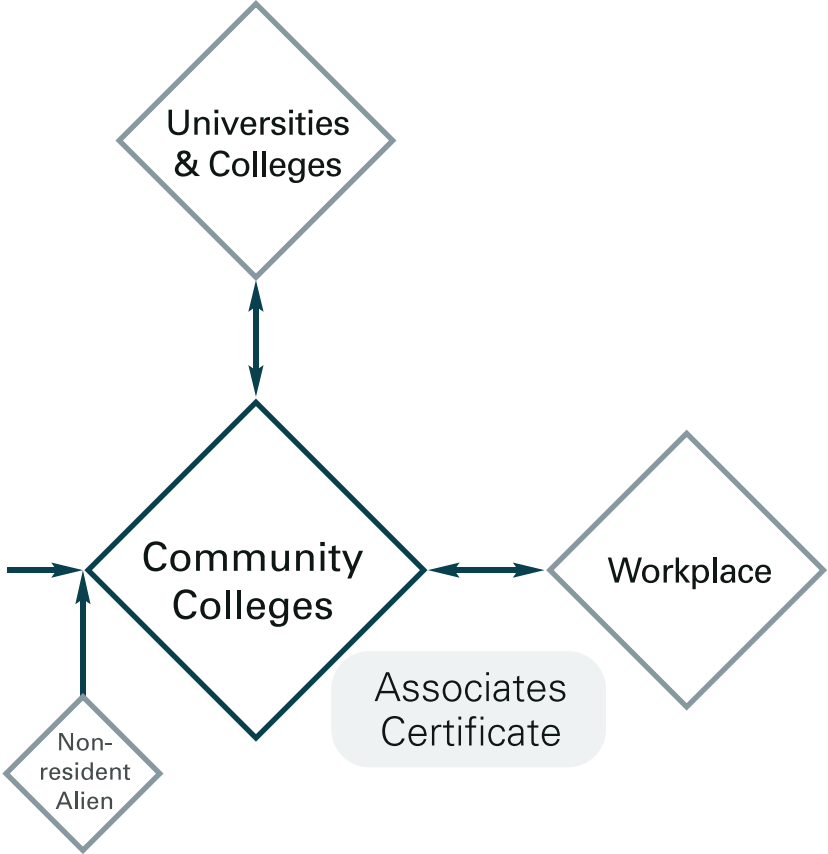 Universities
& Colleges
Community
Colleges
Workplace
Associates
Certificate
Non-
resident
Alien